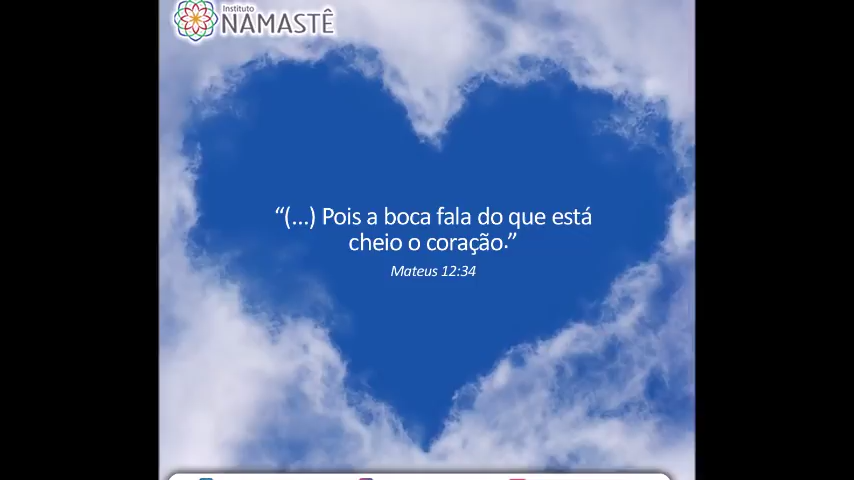 Instituto
NAMASTÊ
“(...) Pois a boca fala do que está
cheio o coração.”
Mateus 12:34